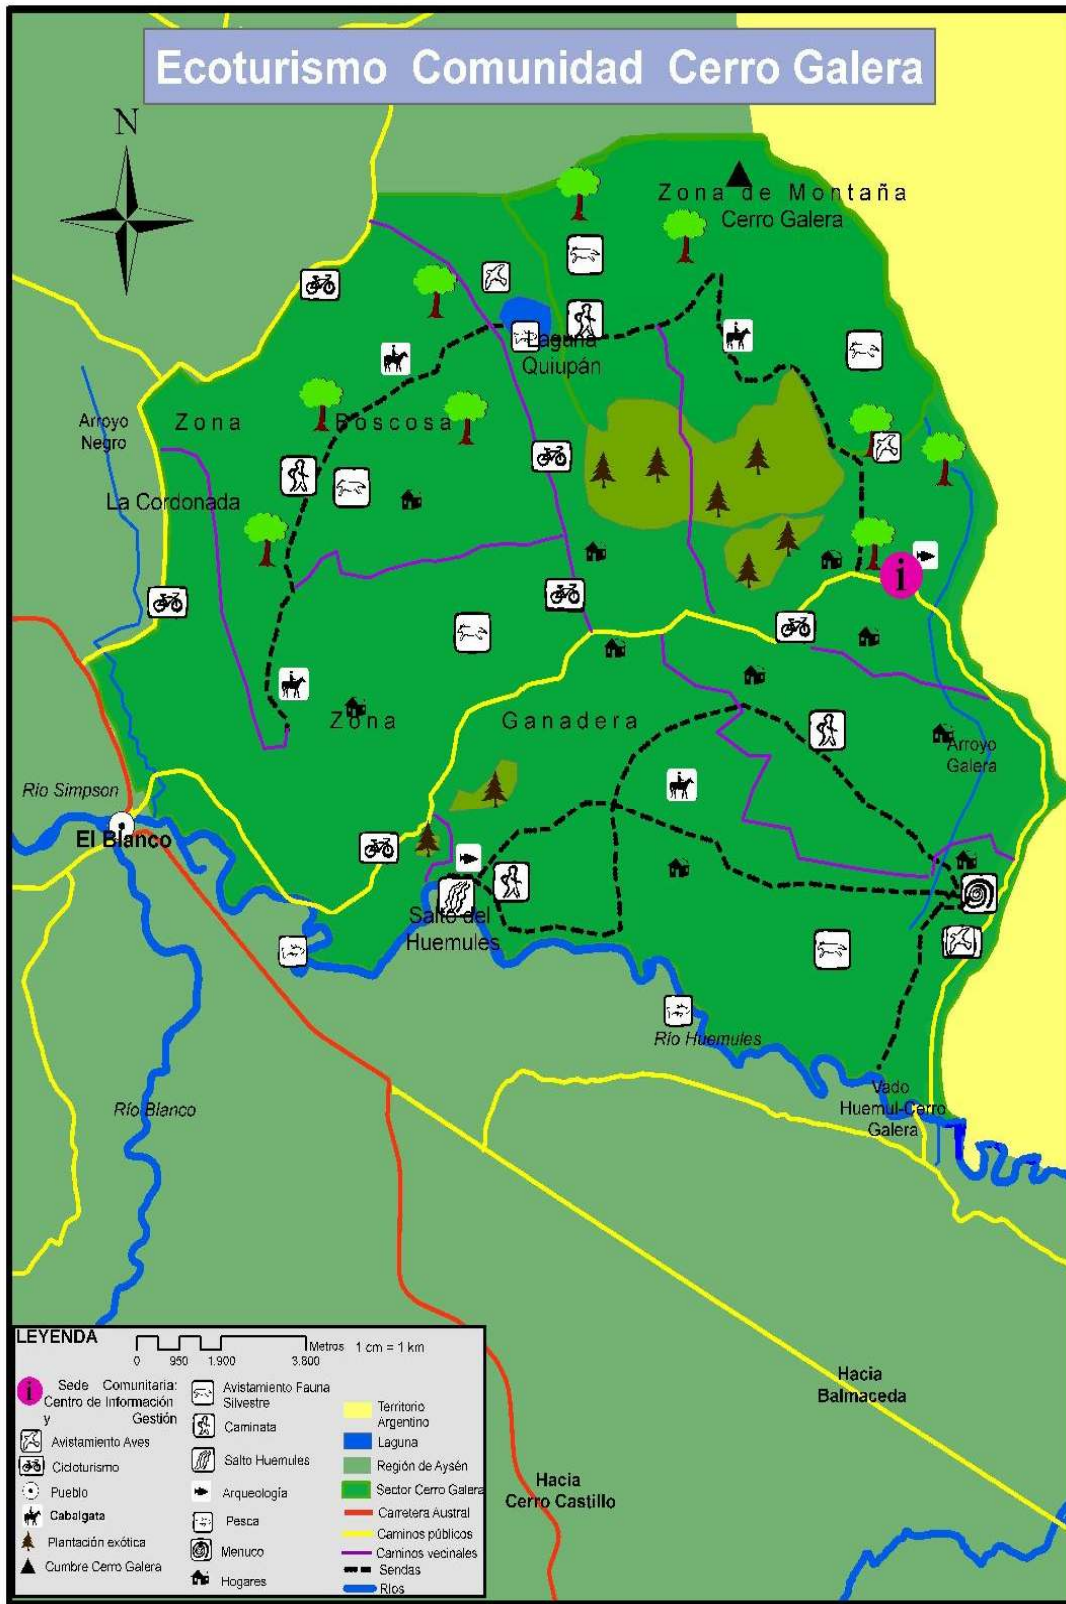 Ecoturismo Comunidad Cerro Galera
N
Zona de Montaña
Cerro Galera
Laguna
Quiupán
Arroyo
Negro
Zona Boscosa
La Cordonada
i
Zona Ganadera
Arroyo
Galera
Río Simpson
El Blanco
Salto del
Huemules
Río Huemules
Río Blanco
Vado
Huemul-Cerro
Galera
Hacia
Balmaceda
Hacia
Cerro Castillo
LEYENDA
Metros 1 cm = 1 km
0 950 1.900 3.800
i
Sede Comunitaria:
Centro de Información
y Gestión
Avistamiento Aves
Cicloturismo
Pueblo
Cabalgata
Plantación exótica
Cumbre Cerro Galera
Avistamiento Fauna
Silvestre
Caminata
Salto Huemules
Arqueología
Pesca
Menuco
Hogares
Territorio
Argentino
Laguna
Región de Aysén
Sector Cerro Galera
Carretera Austral
Caminos públicos
Caminos vecinales
Sendas
Ríos